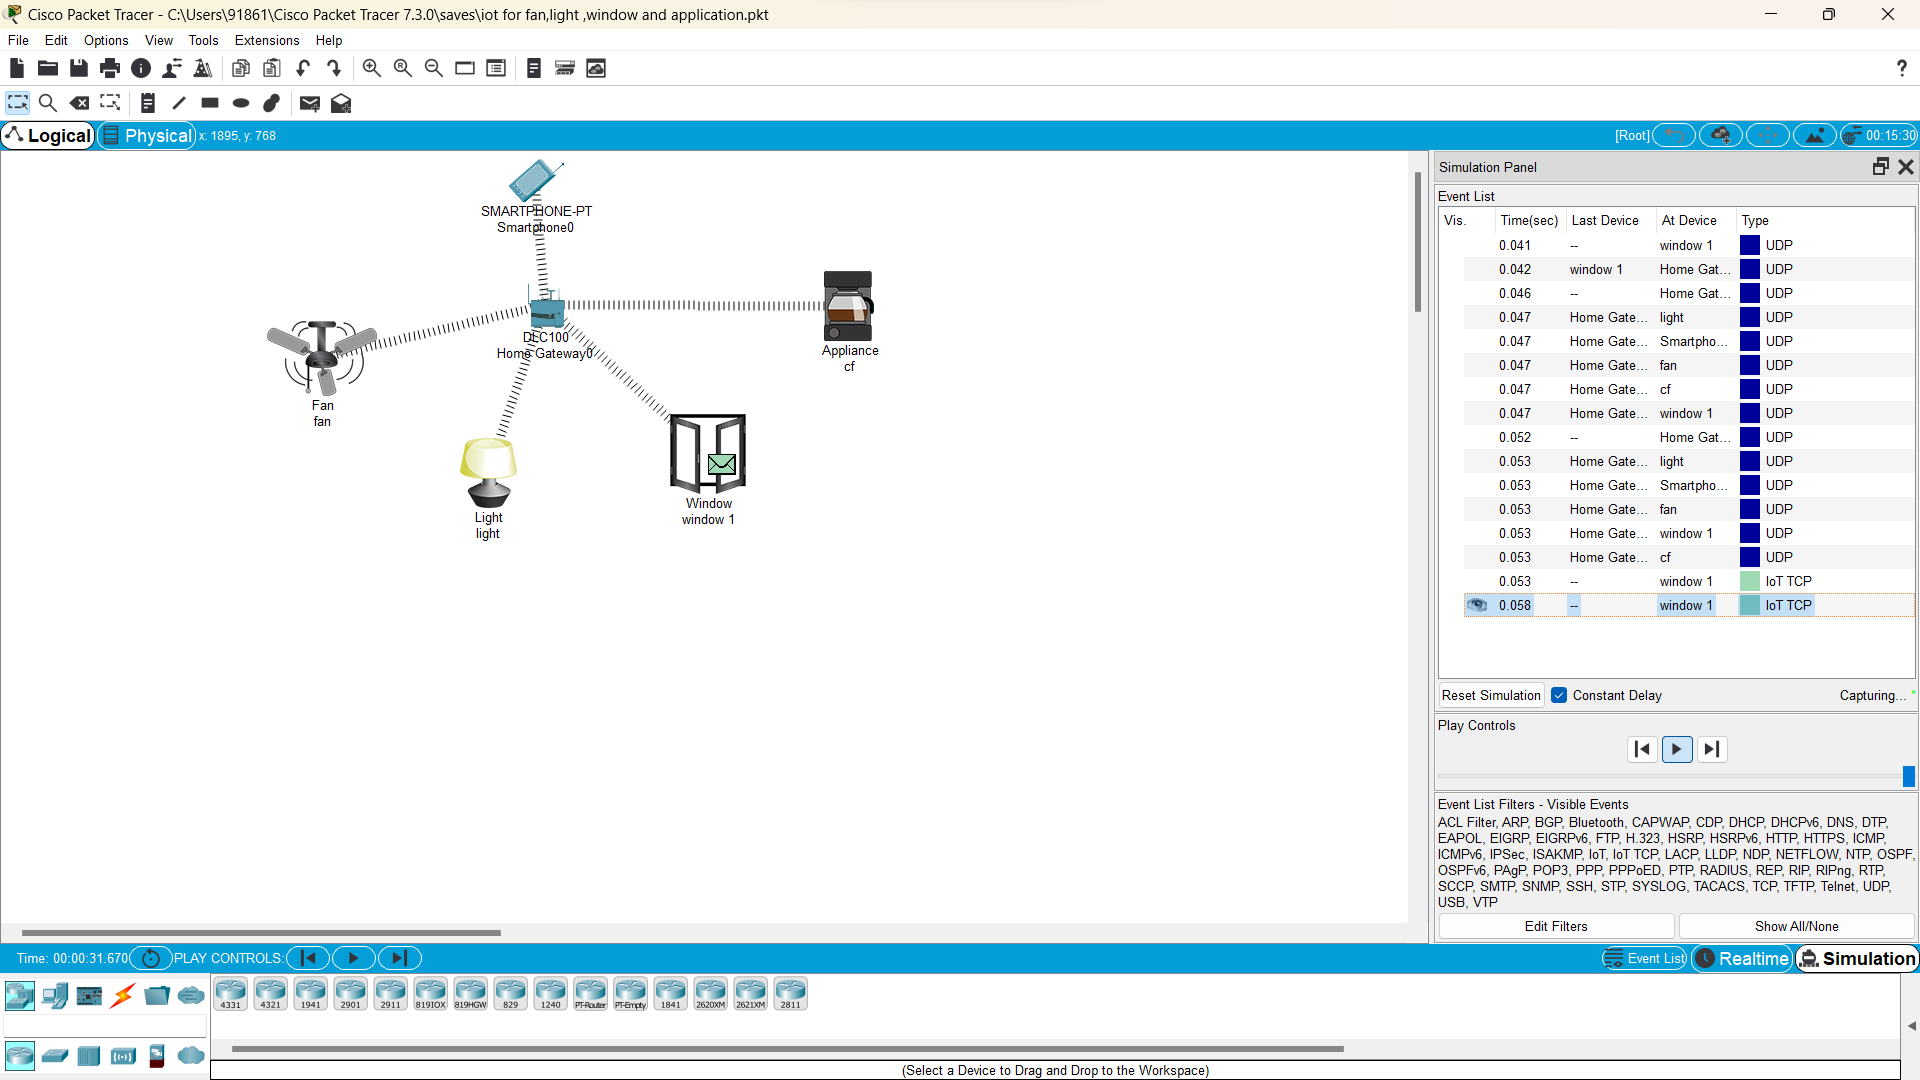 Cisco Packet Tracer - C:\Users\91861\Cisco Packet Tracer 7.3.0\saves\iot for fan,light ,window and application.pkt
File Edit Options View Tools Extensions Help
Logical Physical x: 1895, y: 768 [Root] 00:15:30
SMARTPHONE-PT
Smartphone0
DLC100
Home Gateway0
Appliance
cf
Fan
fan
Light
light
Window
window 1
Simulation Panel
Event List
Vis. Time(sec) Last Device At Device Type
0.041 -- window 1 UDP
0.042 window 1 Home Gat... UDP
0.046 -- Home Gat... UDP
0.047 Home Gate... light UDP
0.047 Home Gate... Smartpho... UDP
0.047 Home Gate... fan UDP
0.047 Home Gate... cf UDP
0.047 Home Gate... window 1 UDP
0.052 -- Home Gat... UDP
0.053 Home Gate... light UDP
0.053 Home Gate... Smartpho... UDP
0.053 Home Gate... fan UDP
0.053 Home Gate... window 1 UDP
0.053 Home Gate... cf UDP
0.053 -- window 1 IoT TCP
0.058 -- window 1 IoT TCP
Reset Simulation Constant Delay Capturing... *
Play Controls
Event List Filters - Visible Events
ACL Filter, ARP, BGP, Bluetooth, CAPWAP, CDP, DHCP, DHCPv6, DNS, DTP,
EAPOL, EIGRP, EIGRPv6, FTP, H.323, HSRP, HSRPv6, HTTP, HTTPS, ICMP,
ICMPv6, IPSec, ISAKMP, IoT, IoT TCP, LACP, LLDP, NDP, NETFLOW, NTP, OSPF,
OSPFv6, PAgP, POP3, PPP, PPPoED, PTP, RADIUS, REP, RIP, RIPng, RTP,
SCCP, SMTP, SNMP, SSH, STP, SYSLOG, TACACS, TCP, TFTP, Telnet, UDP,
USB, VTP
Edit Filters Show All/None
Time: 00:00:31.670 PLAY CONTROLS: Event List Realtime Simulation
4331 4321 1941 2901 2911 819IOX 819HGW 829 1240 PT-Router PT-Empty 1841 2620XM 2621XM 2811
(Select a Device to Drag and Drop to the Workspace)